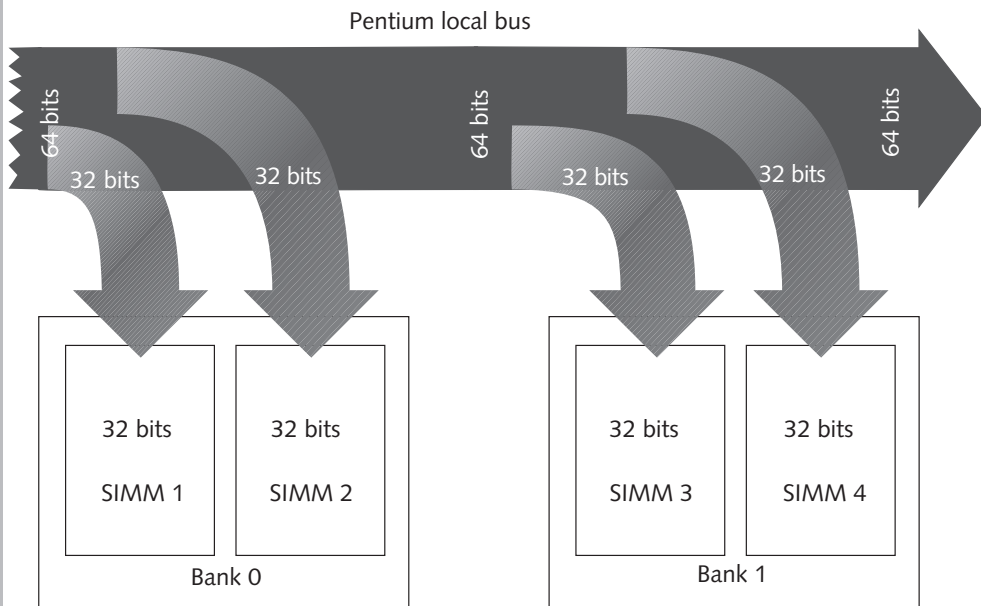 Pentium local bus
64 bits
64 bits
64 bits
32 bits
32 bits
32 bits
32 bits
32 bits
32 bits
32 bits
32 bits
SIMM 1
SIMM 2
SIMM 3
SIMM 4
Bank 0
Bank 1